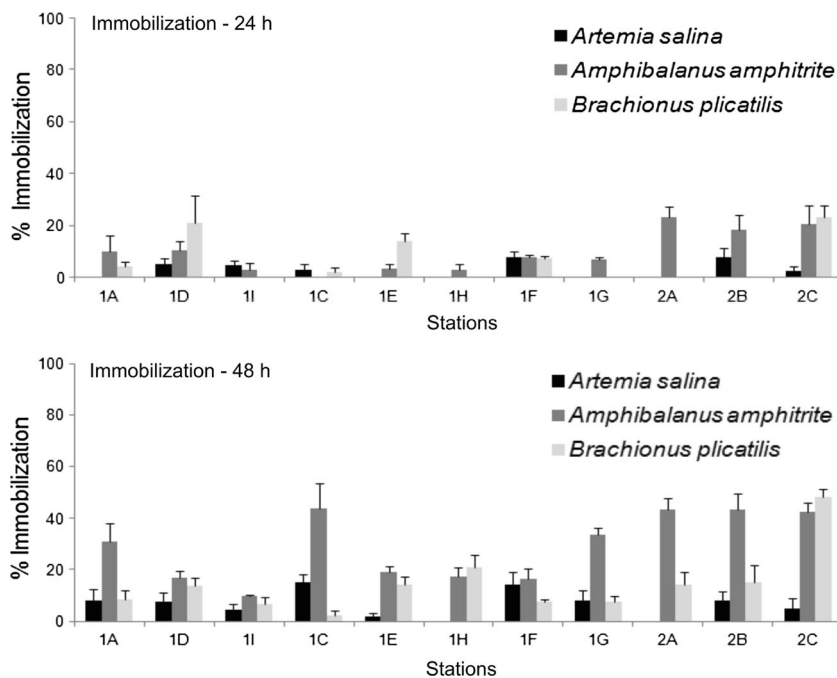 Immobilization - 24 h
Artemia salina
Amphibalanus amphitrite
Brachionus plicatilis
% Immobilization
100
80
60
40
20
0
1A 1D 1I 1C 1E 1H 1F 1G 2A 2B 2C
Stations
Immobilization - 48 h
Artemia salina
Amphibalanus amphitrite
Brachionus plicatilis
% Immobilization
100
80
60
40
20
0
1A 1D 1I 1C 1E 1H 1F 1G 2A 2B 2C
Stations